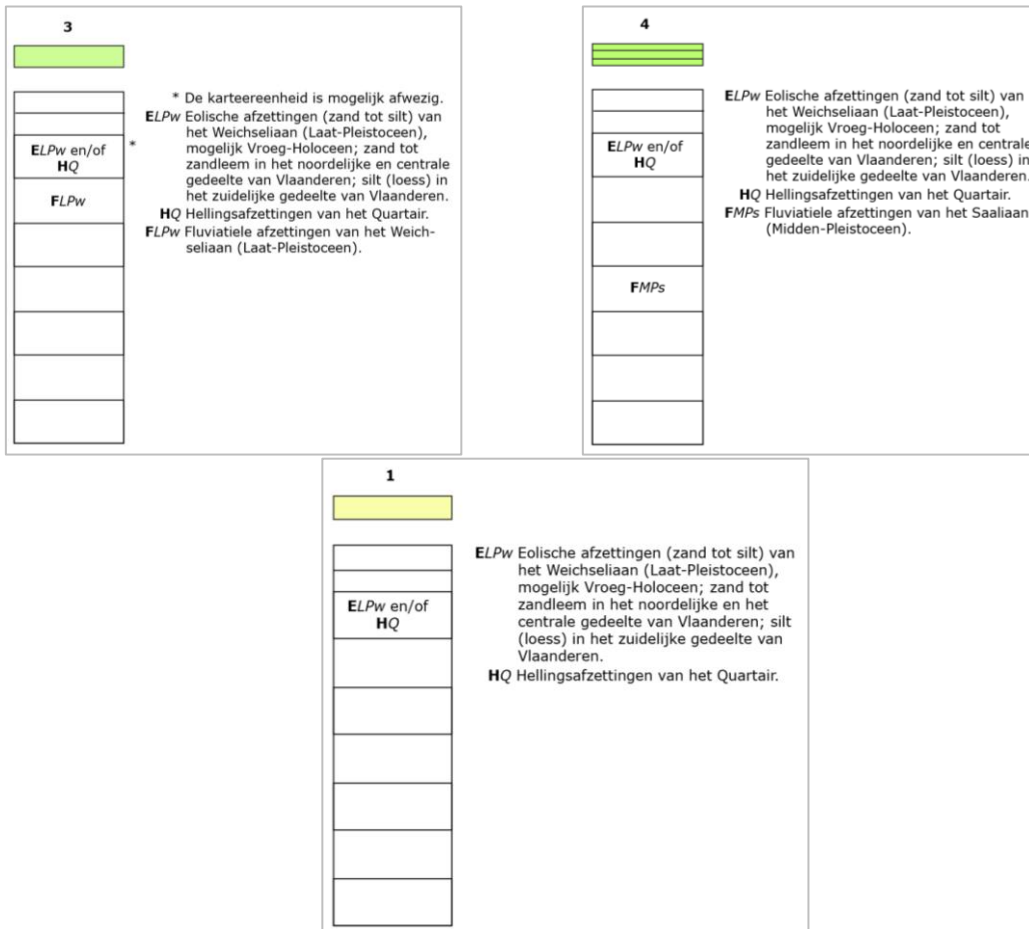 3
* De karteereenheid is mogelijk afwezig.
ELPw Eolische afzettingen (zand tot silt) van
het Weichseliaan (Laat-Pleistoceen),
mogelijk Vroeg-Holoceen; zand tot
zandleem in het noordelijke en centrale
gedeelte van Vlaanderen; silt (loess) in
het zuidelijke gedeelte van Vlaanderen.
HQ Hellingsafzettingen van het Quartair.
FLPw Fluviatiele afzettingen van het Weich-
seliaan (Laat-Pleistoceen).
ELPw en/of
HQ
*
FLPw
4
ELPw Eolische afzettingen (zand tot silt) van
het Weichseliaan (Laat-Pleistoceen),
mogelijk Vroeg-Holoceen; zand tot
zandleem in het noordelijke en centrale
gedeelte van Vlaanderen; silt (loess) in
het zuidelijke gedeelte van Vlaanderen.
HQ Hellingsafzettingen van het Quartair.
FMPs Fluviatiele afzettingen van het Saaliaan
(Midden-Pleistoceen).
ELPw en/of
HQ
FMPs
1
ELPw Eolische afzettingen (zand tot silt) van
het Weichseliaan (Laat-Pleistoceen),
mogelijk Vroeg-Holoceen; zand tot
zandleem in het noordelijke en het
centrale gedeelte van Vlaanderen; silt
(loess) in het zuidelijke gedeelte van
Vlaanderen.
HQ Hellingsafzettingen van het Quartair.
ELPw en/of
HQ